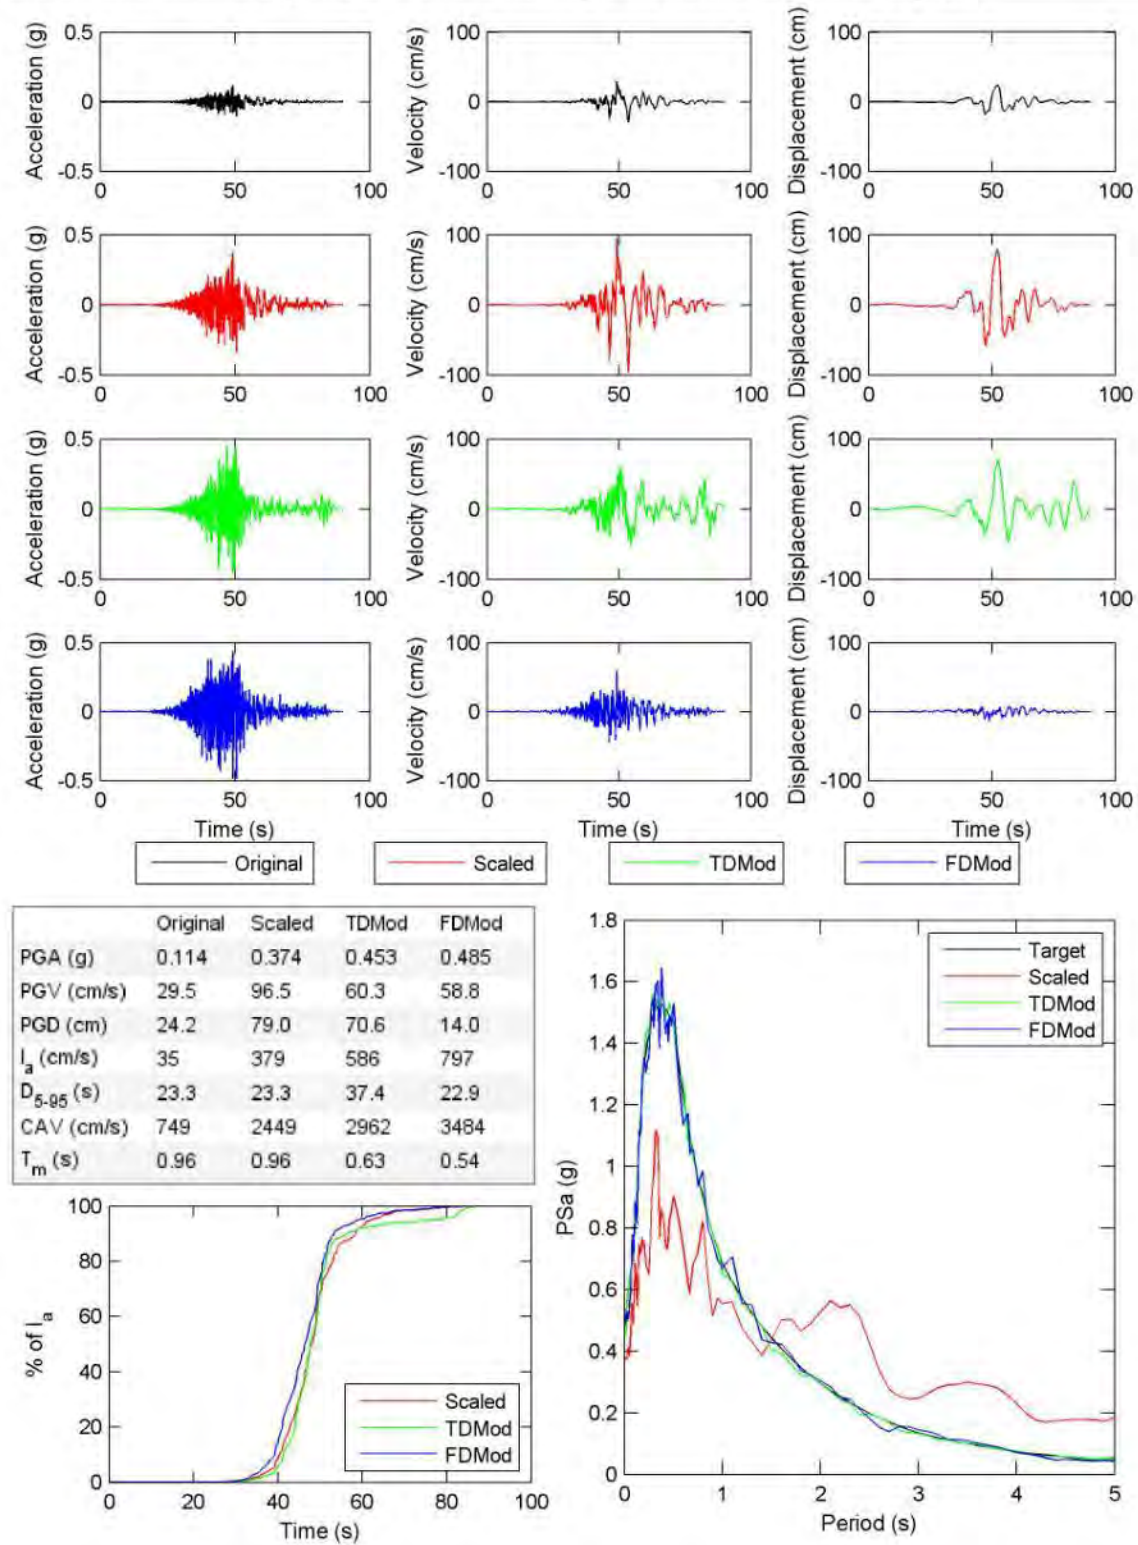 Acceleration (g)
0.5
0
-0.5
0 50 100
Velocity (cm/s)
100
0
-100
0 50 100
Displacement (cm)
100
0
-100
0 50 100
Acceleration (g)
0.5
0
-0.5
0 50 100
Velocity (cm/s)
100
0
-100
0 50 100
Displacement (cm)
100
0
-100
0 50 100
Acceleration (g)
0.5
0
-0.5
0 50 100
Velocity (cm/s)
100
0
-100
0 50 100
Displacement (cm)
100
0
-100
0 50 100
Acceleration (g)
0.5
0
-0.5
0 50 100
Time (s)
Velocity (cm/s)
100
0
-100
0 50 100
Time (s)
Displacement (cm)
100
0
-100
0 50 100
Time (s)
Original
Scaled
TDMod
FDMod
Original Scaled TDMod FDMod
PGA (g) 0.114 0.374 0.453 0.485
PGV (cm/s) 29.5 96.5 60.3 58.8
PGD (cm) 24.2 79.0 70.6 14.0
Ia (cm/s) 35 379 586 797
D5-95 (s) 23.3 23.3 37.4 22.9
CAV (cm/s) 749 2449 2962 3484
Tm (s) 0.96 0.96 0.63 0.54
% of Ia
100
80
60
40
20
0
0 20 40 60 80 100
Time (s)
Scaled
TDMod
FDMod
PSa (g)
1.8
1.6
1.4
1.2
1
0.8
0.6
0.4
0.2
0
0 1 2 3 4 5
Period (s)
Target
Scaled
TDMod
FDMod